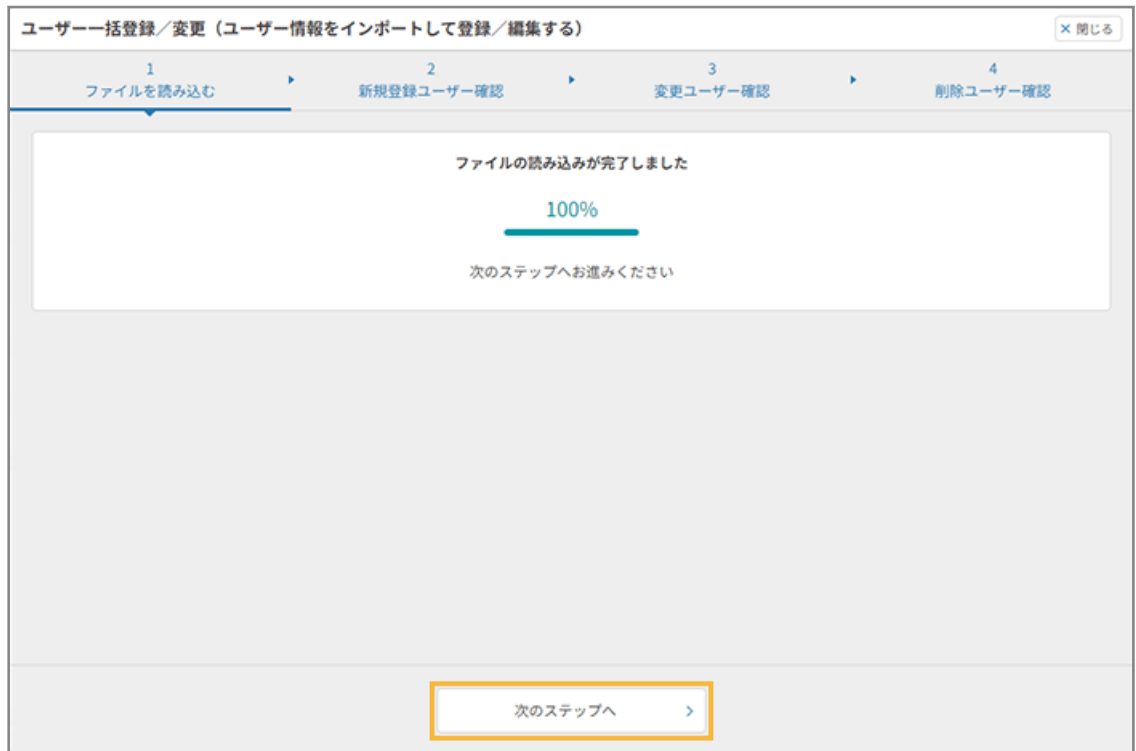 ユーザー一括登録／変更（ユーザー情報をインポートして登録／編集する）
× 閉じる
1
ファイルを読み込む
2
新規登録ユーザー確認
3
変更ユーザー確認
4
削除ユーザー確認
ファイルの読み込みが完了しました
100%
次のステップへお進みください
次のステップへ